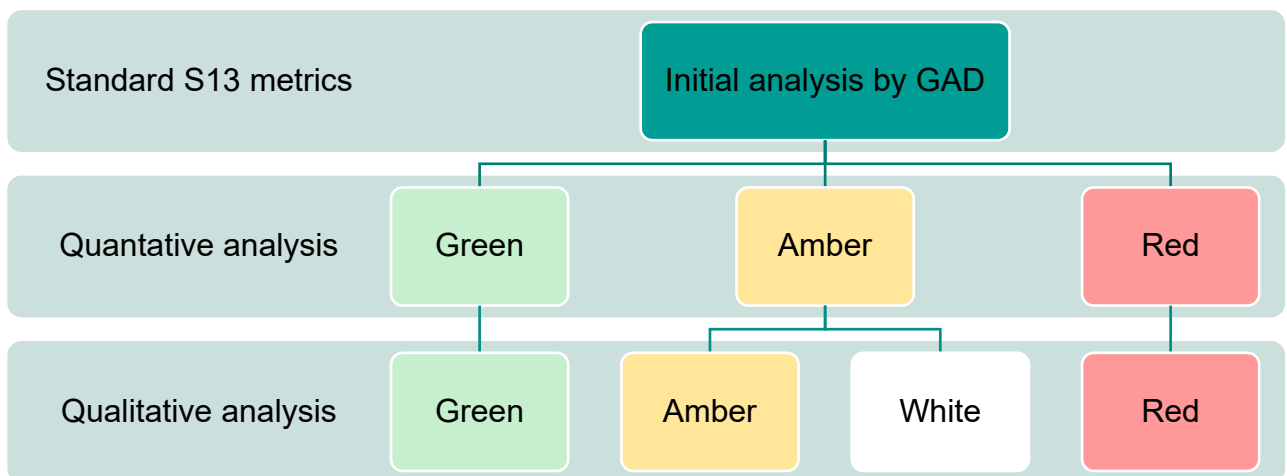 Standard S13 metrics
Initial analysis by GAD
Quantative analysis
Green
Amber
Red
Qualitative analysis
Green
Amber
White
Red